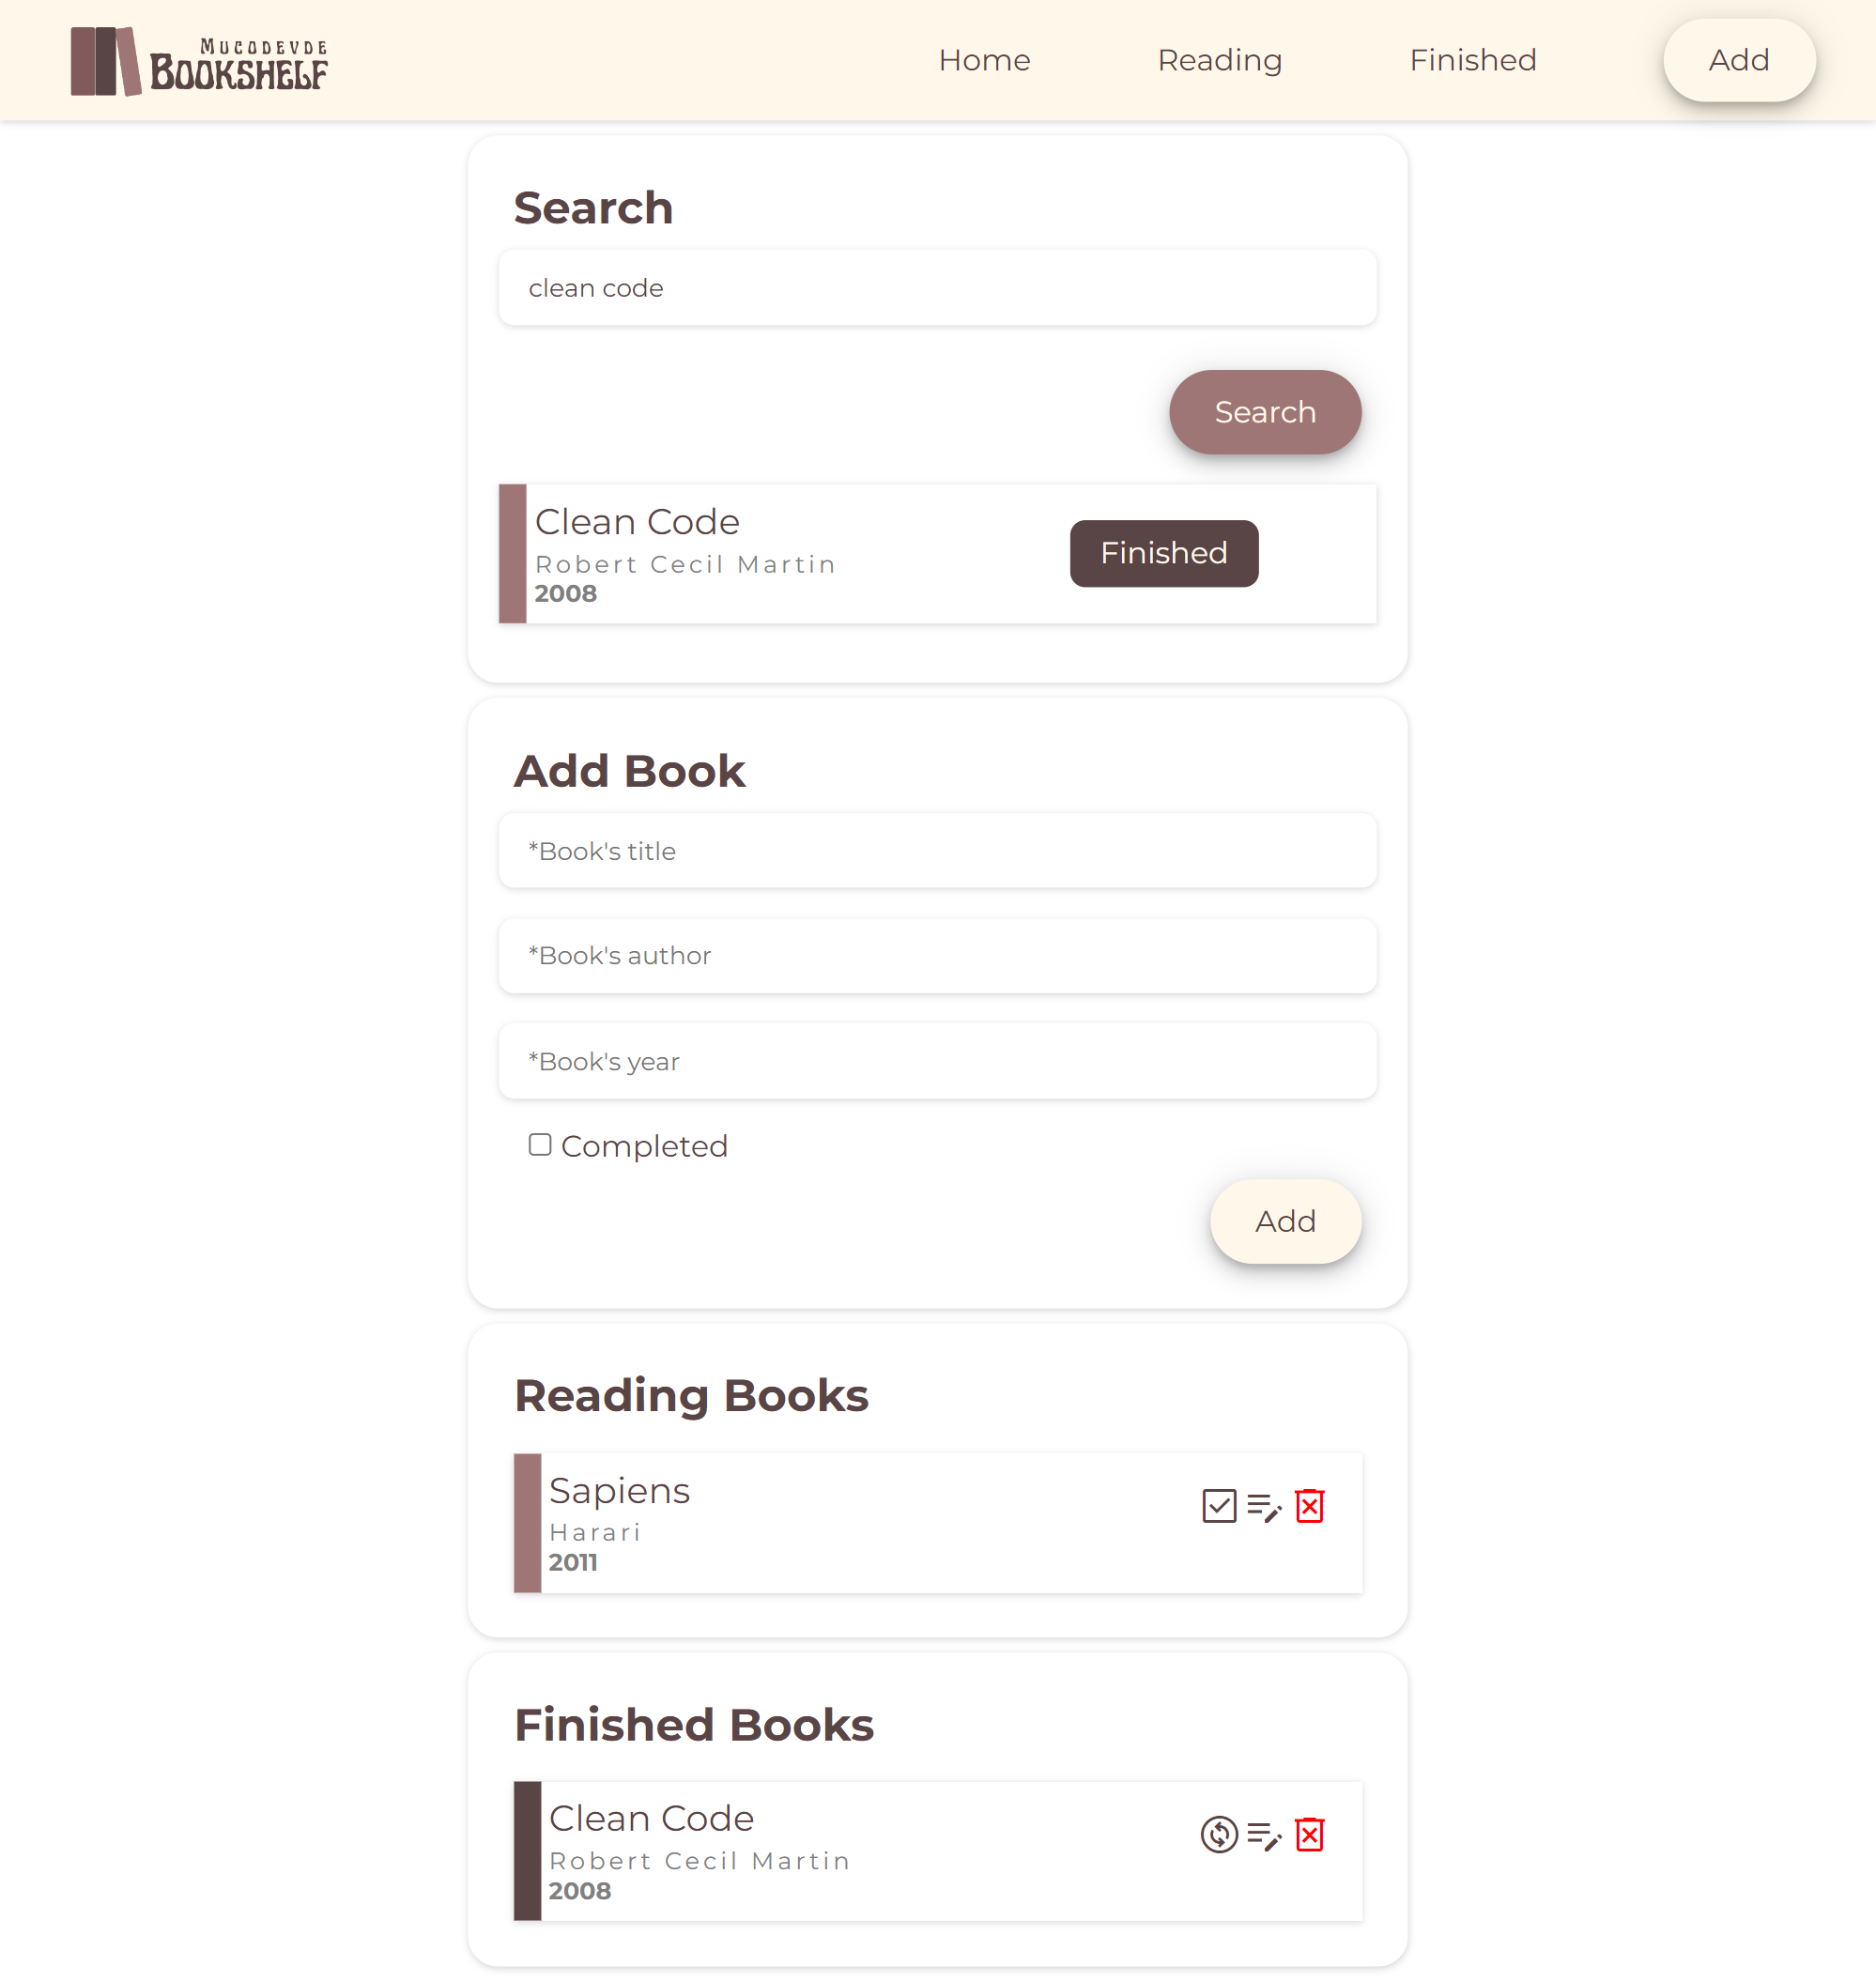 MUCODEVDE
BOOKSHELF
Home
Reading
Finished
Add
Search
clean code
Search
Clean Code
Robert Cecil Martin
2008
Finished
Add Book
*Book's title
*Book's author
*Book's year
Completed
Add
Reading Books
Sapiens
Harari
2011
Finished Books
Clean Code
Robert Cecil Martin
2008